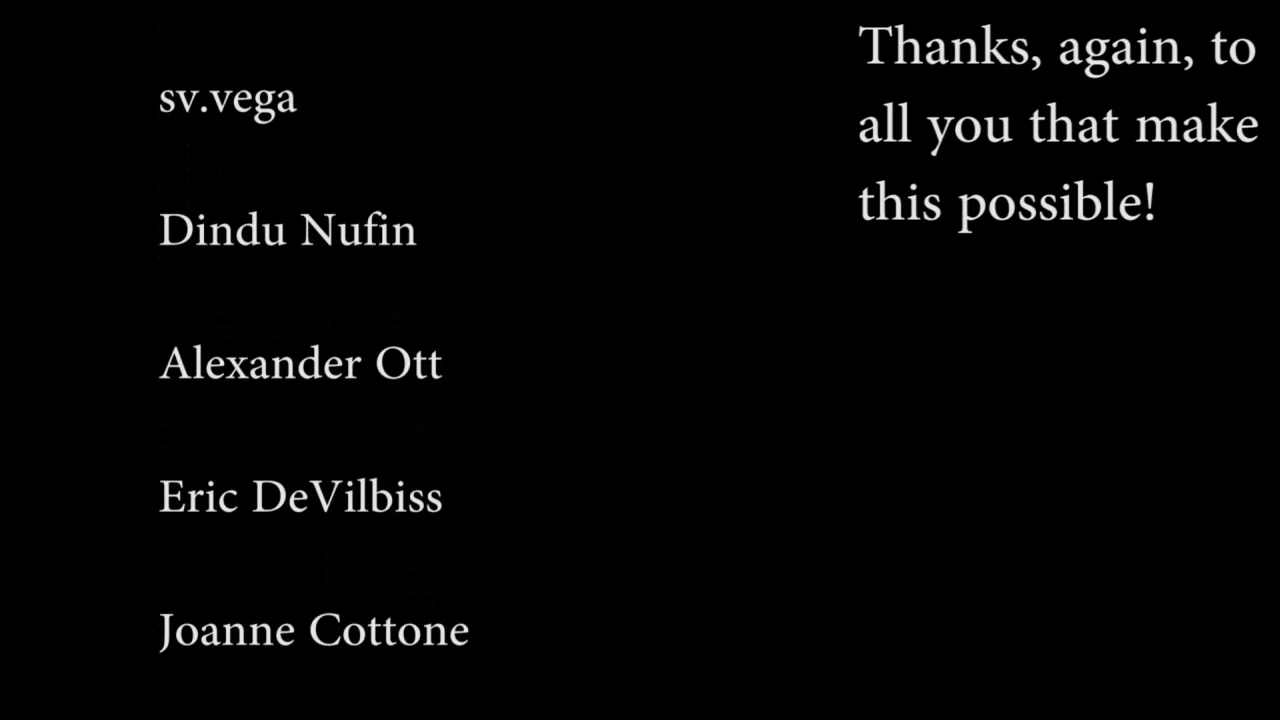 sv.vega
Dindu Nufin
Alexander Ott
Eric DeVilbiss
Joanne Cottone
Thanks, again, to
all you that make
this possible!